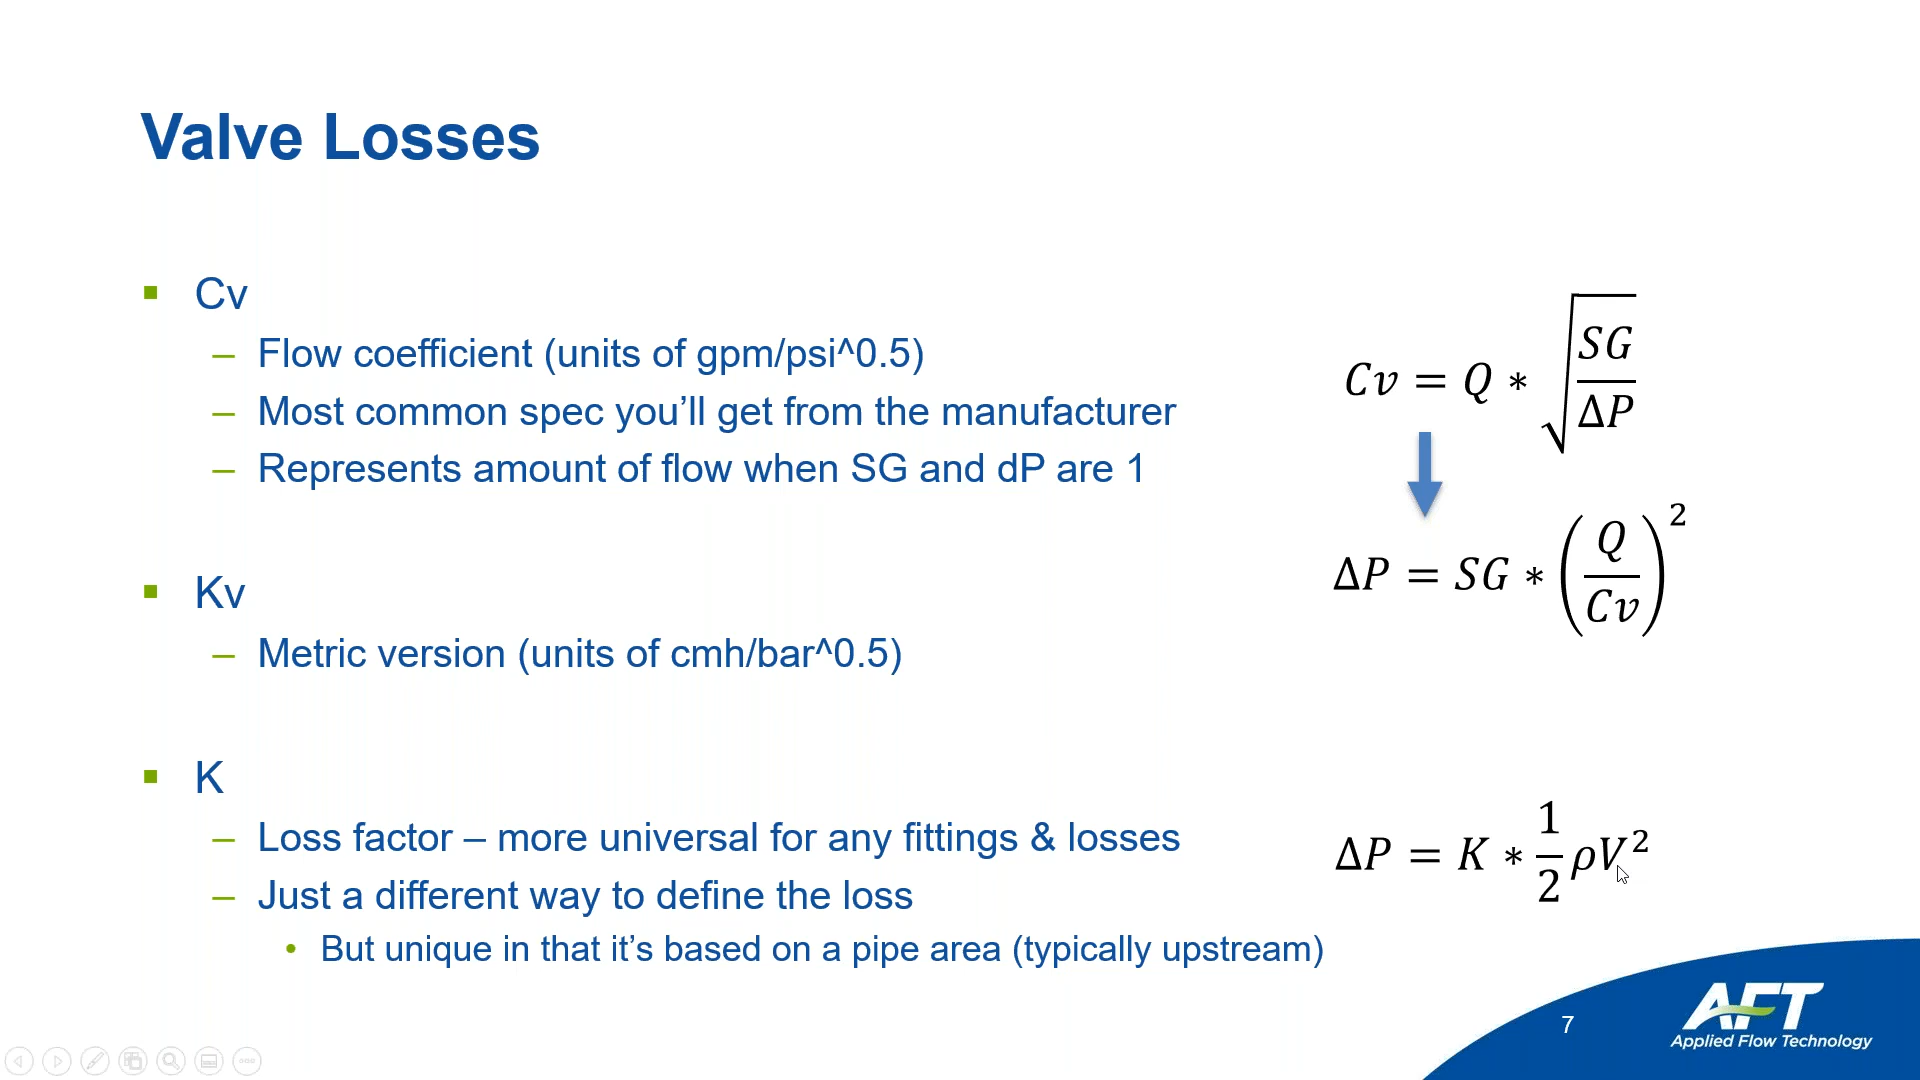 Valve Losses
▪ Cv
– Flow coefficient (units of gpm/psi^0.5)
– Most common spec you’ll get from the manufacturer
– Represents amount of flow when SG and dP are 1
Cv = Q * √(SG/ΔP)
ΔP = SG * (Q/Cv)²
▪ Kv
– Metric version (units of cmh/bar^0.5)
▪ K
– Loss factor – more universal for any fittings & losses
– Just a different way to define the loss
• But unique in that it’s based on a pipe area (typically upstream)
ΔP = K * 1/2 ρV²
7
AFT
Applied Flow Technology